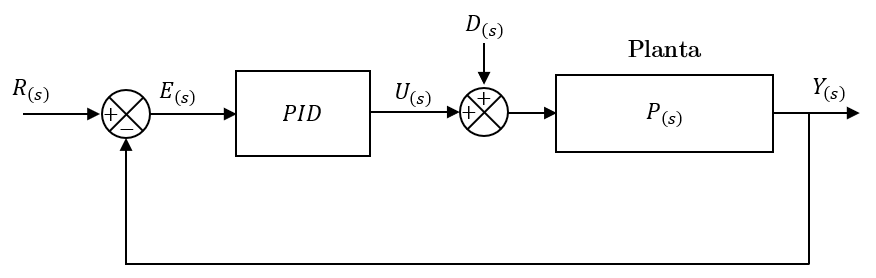 D(s)
Planta
R(s)
+
−
E(s)
PID
U(s)
+
+
P(s)
Y(s)